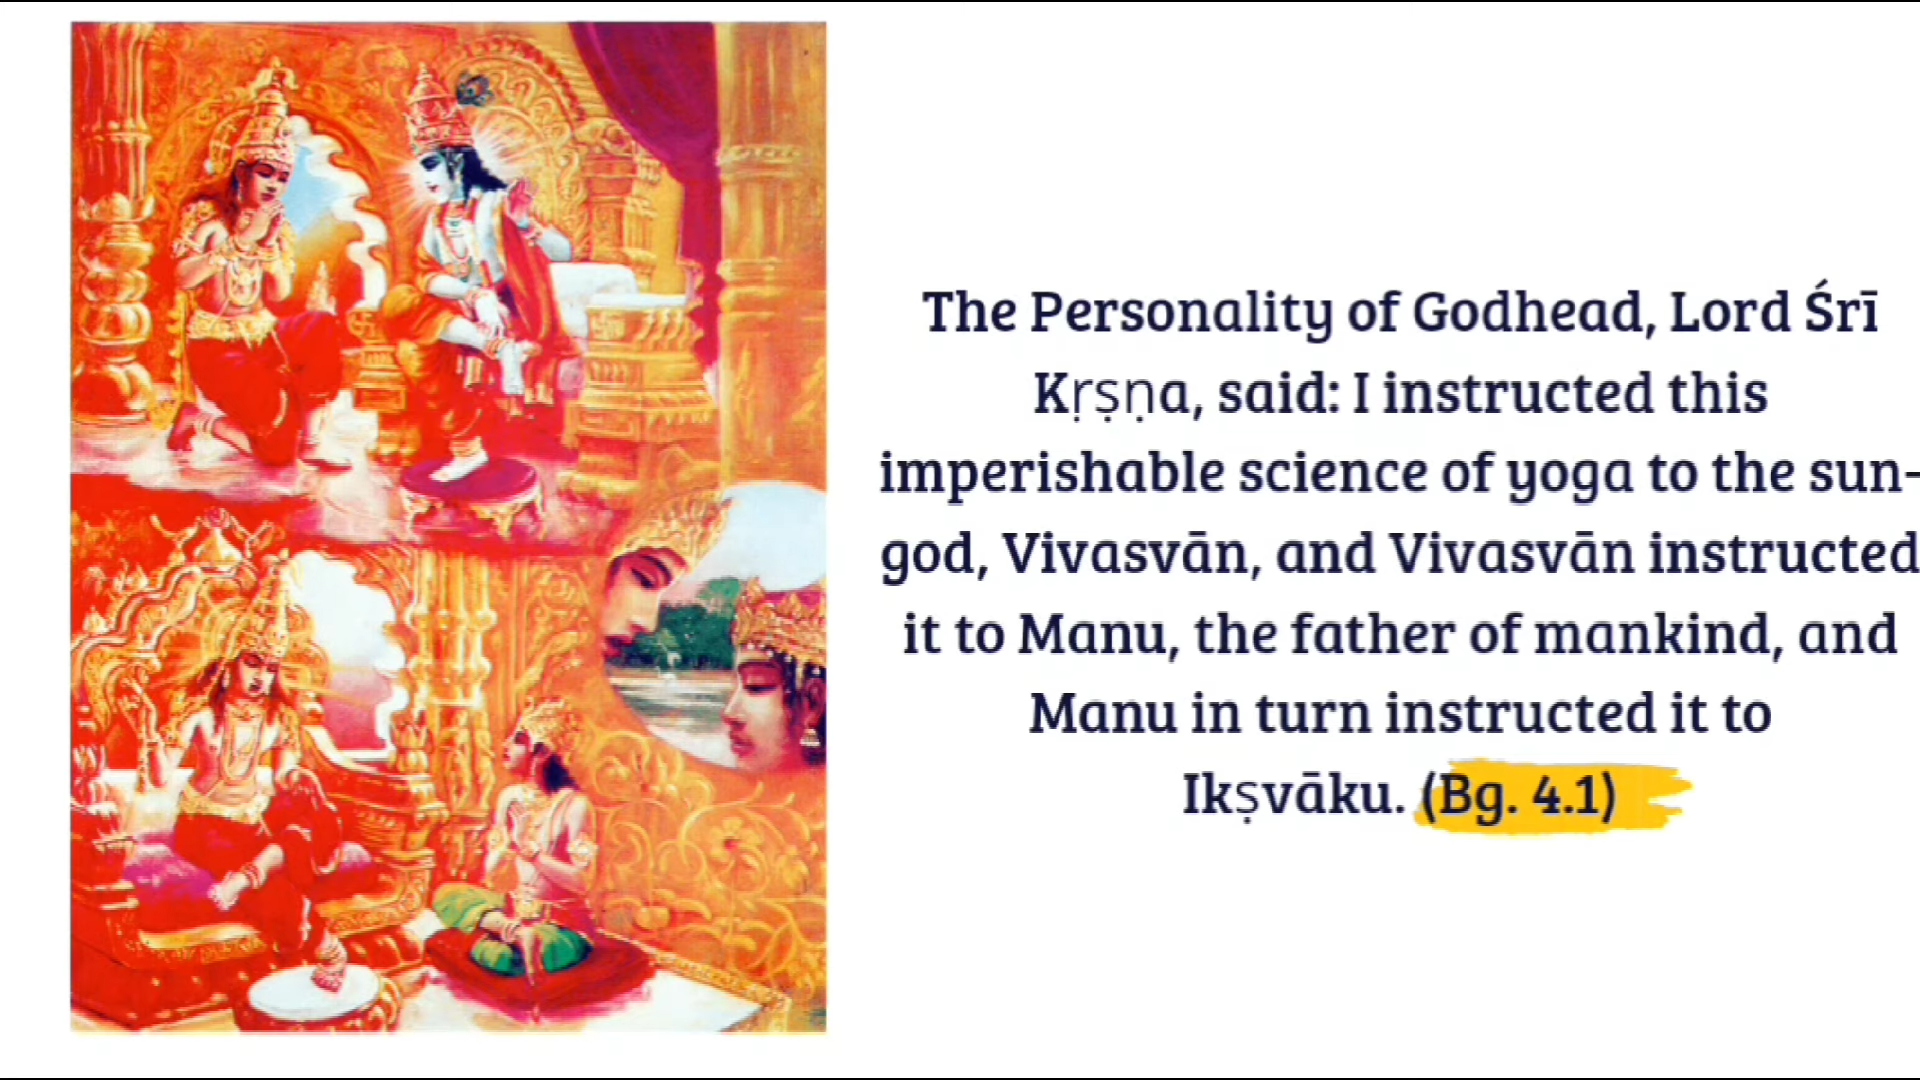 The Personality of Godhead, Lord Śrī
Kṛṣṇa, said: I instructed this
imperishable science of yoga to the sun-
god, Vivasvān, and Vivasvān instructed
it to Manu, the father of mankind, and
Manu in turn instructed it to
Ikṣvāku. (Bg. 4.1)